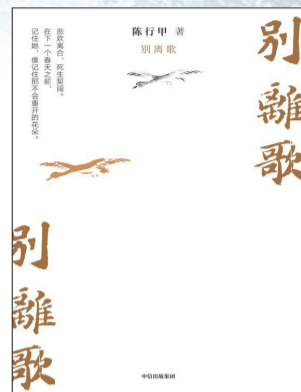 陈行甲 著
别离歌
别離歌
悲欢离合，死生契阔。
在下一个春天之前，
记住她，像记住那不会重开的花朵。
别離歌
中信出版集团